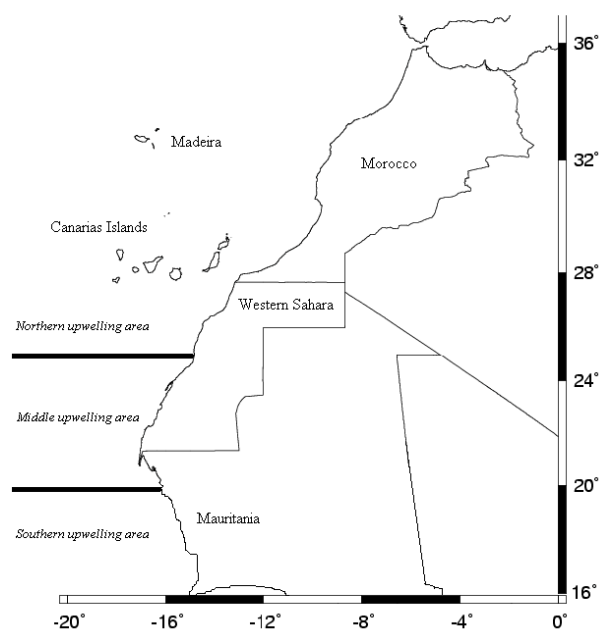 36°
Madeira
32°
Morocco
Canarias Islands
28°
Western Sahara
Northern upwelling area
24°
Middle upwelling area
20°
Mauritania
Southern upwelling area
16°
-20° -16° -12° -8° -4° 0°